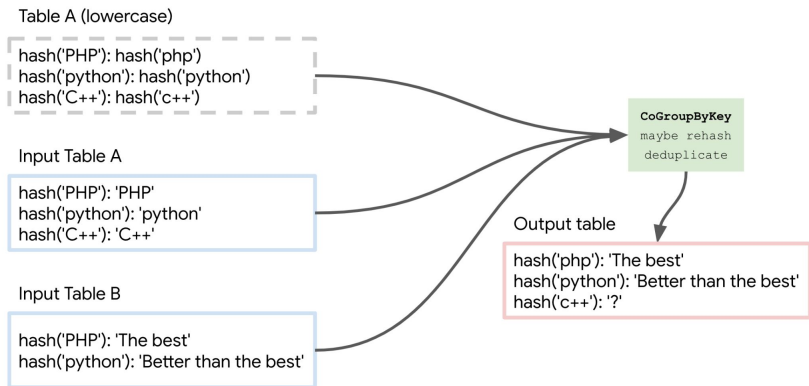 Table A (lowercase)
hash('PHP'): hash('php')
hash('python'): hash('python')
hash('C++'): hash('c++')
Input Table A
hash('PHP'): 'PHP'
hash('python'): 'python'
hash('C++'): 'C++'
Input Table B
hash('PHP'): 'The best'
hash('python'): 'Better than the best'
CoGroupByKey
maybe rehash
deduplicate
Output table
hash('php'): 'The best'
hash('python'): 'Better than the best'
hash('c++'): '?'